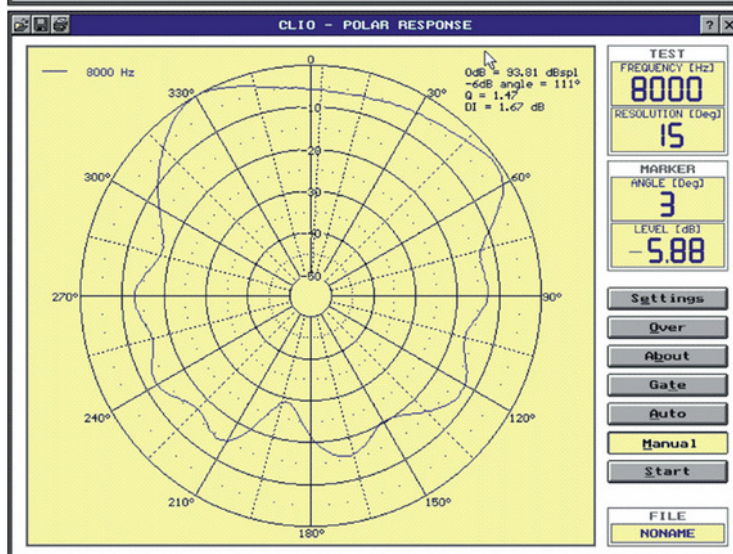 CLIO - POLAR RESPONSE
?
8000 Hz
0dB = 93.81 dBspl
-6dB angle = 111°
Q = 1.47
DI = 1.67 dB
0
330°
30°
300°
60°
270°
90°
240°
120°
210°
150°
180°
-10
-20
-30
-40
-50
TEST
FREQUENCY [Hz]
8000
RESOLUTION [Deg]
15
MARKER
ANGLE [Deg]
3
LEVEL [dB]
-5.88
Settings
Over
About
Gate
Auto
Manual
Start
FILE
NONAME